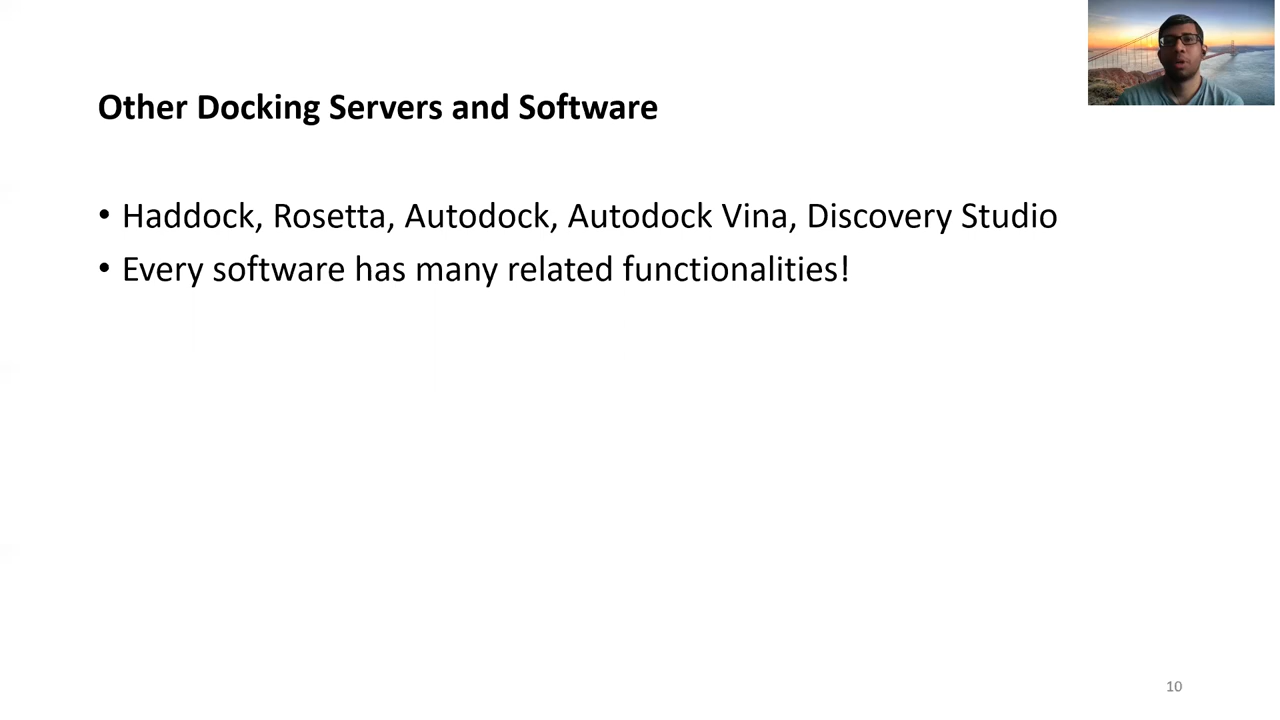 Other Docking Servers and Software
• Haddock, Rosetta, Autodock, Autodock Vina, Discovery Studio
• Every software has many related functionalities!
10